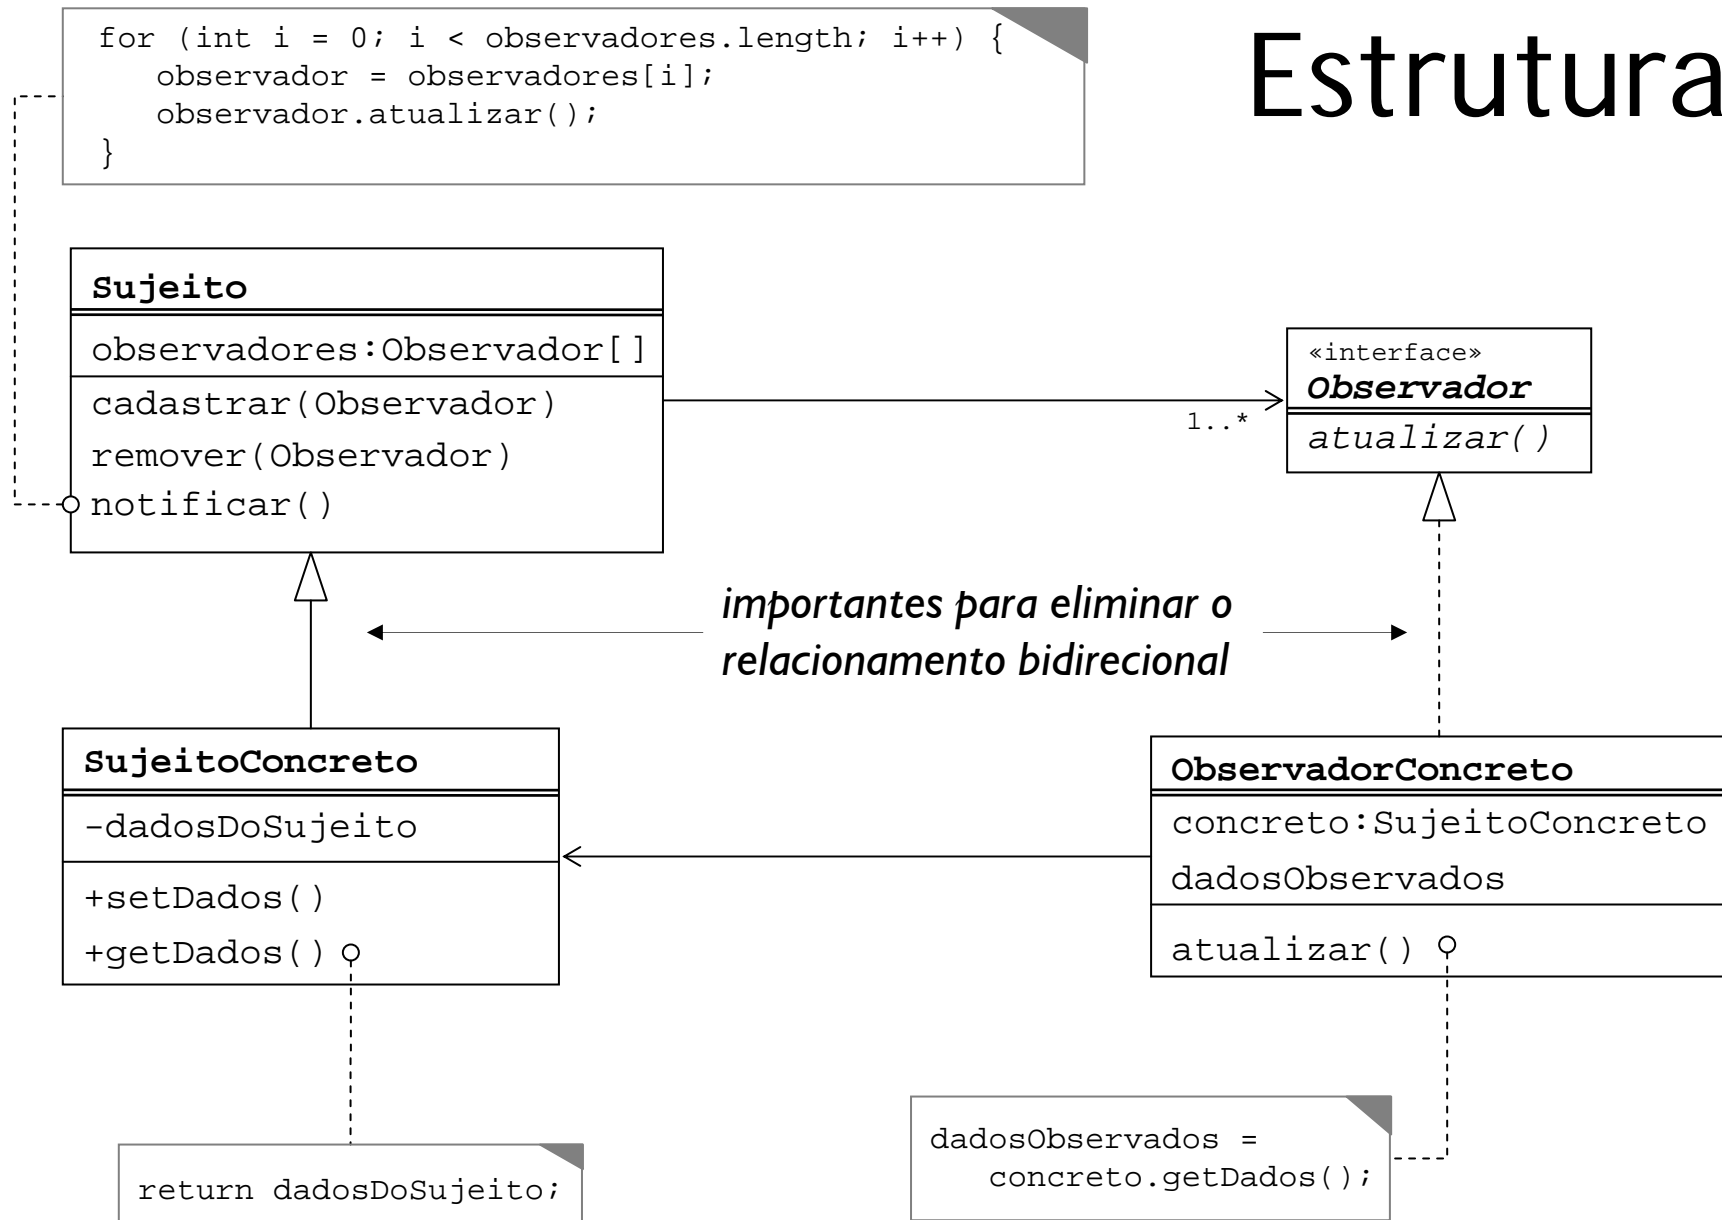 Estrutura
for (int i = 0; i < observadores.length; i++) {
observador = observadores[i];
observador.atualizar();
}
Sujeito
observadores:Observador[]
cadastrar(Observador)
remover(Observador)
notificar()
1..*
«interface»
Observador
atualizar()
importantes para eliminar o
relacionamento bidirecional
SujeitoConcreto
-dadosDoSujeito
+setDados()
+getDados()
ObservadorConcreto
concreto:SujeitoConcreto
dadosObservados
atualizar()
return dadosDoSujeito;
dadosObservados =
concreto.getDados();